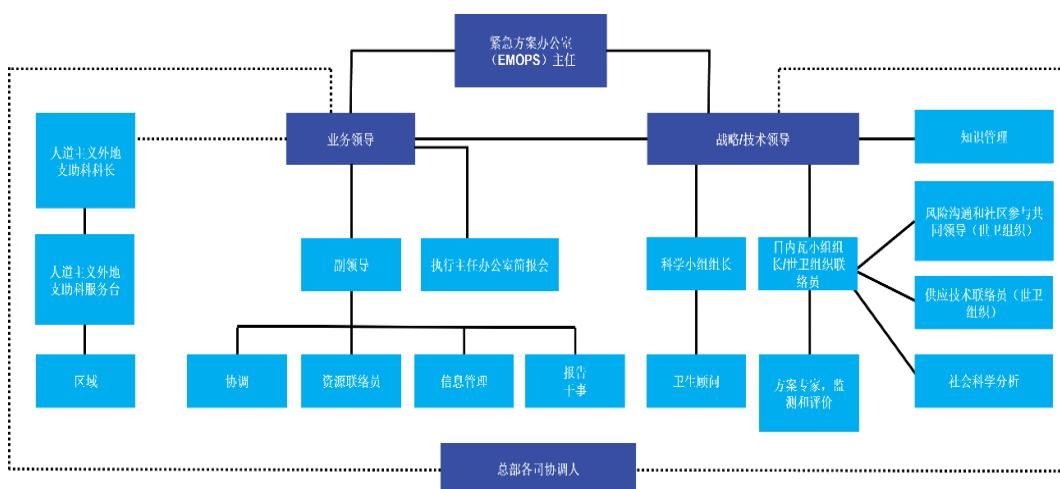 紧急方案办公室
（EMOPS）主任
业务领导
战略/技术领导
知识管理
人道主义外地
支助科科长
风险沟通和社区参与共
同领导（世卫组织）
副领导
执行主任办公室简报会
科学小组组长
日内瓦小组组
长/世卫组织联
络员
人道主义外地
支助科服务台
供应技术联络员（世卫
组织）
区域
协调
资源联络员
信息管理
报告
干事
卫生顾问
方案专家，监
测和评价
社会科学分析
总部各司协调人